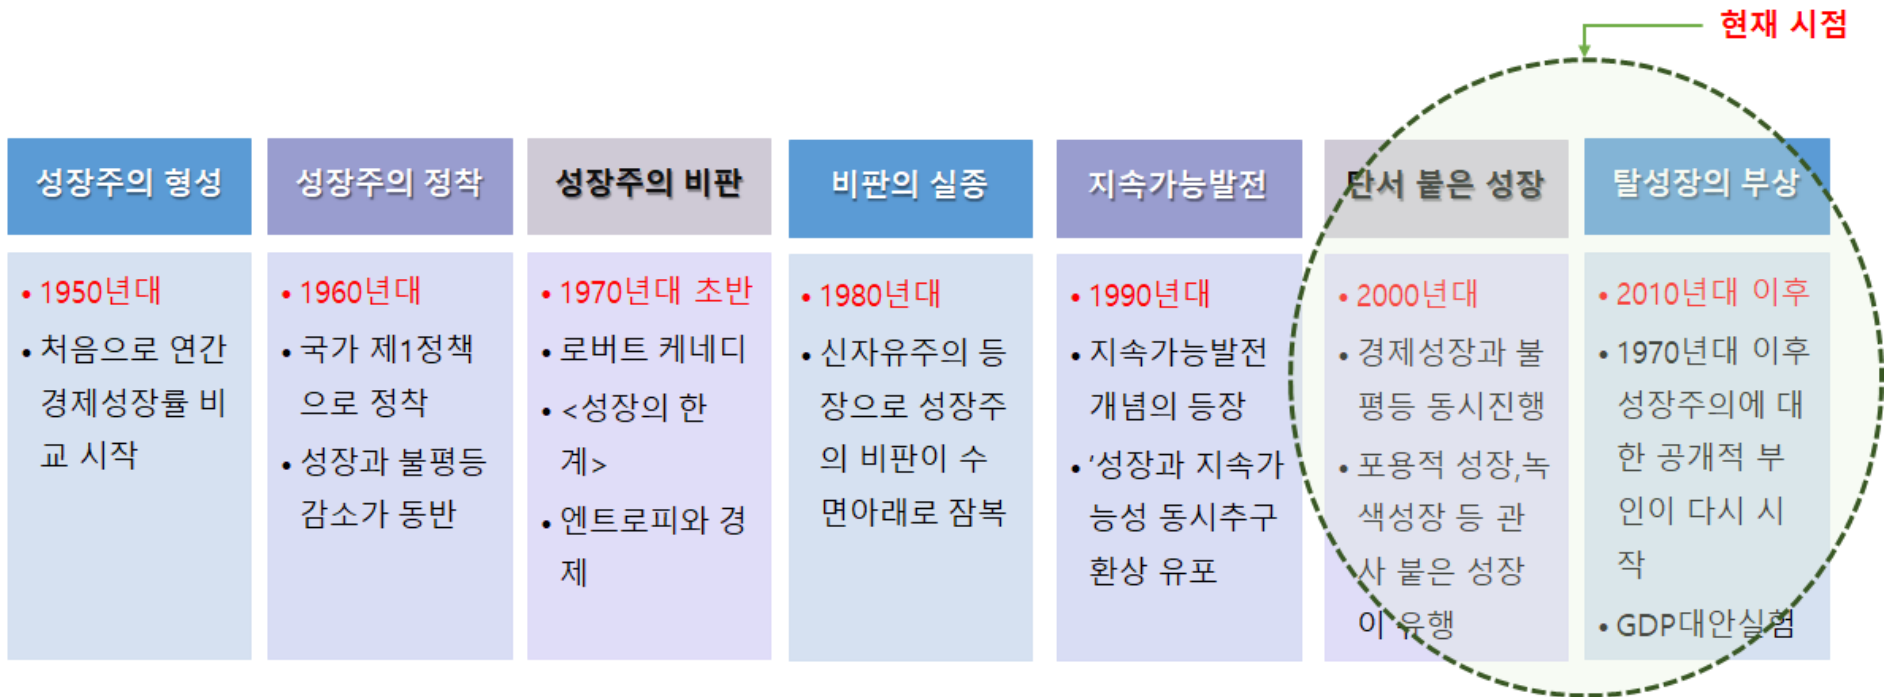 현재 시점
성장주의 형성
• 1950년대
• 처음으로 연간
경제성장률 비
교 시작
성장주의 정착
• 1960년대
• 국가 제1정책
으로 정착
• 성장과 불평등
감소가 동반
성장주의 비판
• 1970년대 초반
• 로버트 케네디
• <성장의 한
계>
• 엔트로피와 경
제
비판의 실종
• 1980년대
• 신자유주의 등
장으로 성장주
의 비판이 수
면아래로 잠복
지속가능발전
• 1990년대
• 지속가능발전
개념의 등장
• ‘성장과 지속가
능성 동시추구
환상 유포
단서 붙은 성장
• 2000년대
• 경제성장과 불
평등 동시진행
• 포용적 성장,녹
색성장 등 관
사 붙은 성장
이 유행
탈성장의 부상
• 2010년대 이후
• 1970년대 이후
성장주의에 대
한 공개적 부
인이 다시 시
작
• GDP대안실험